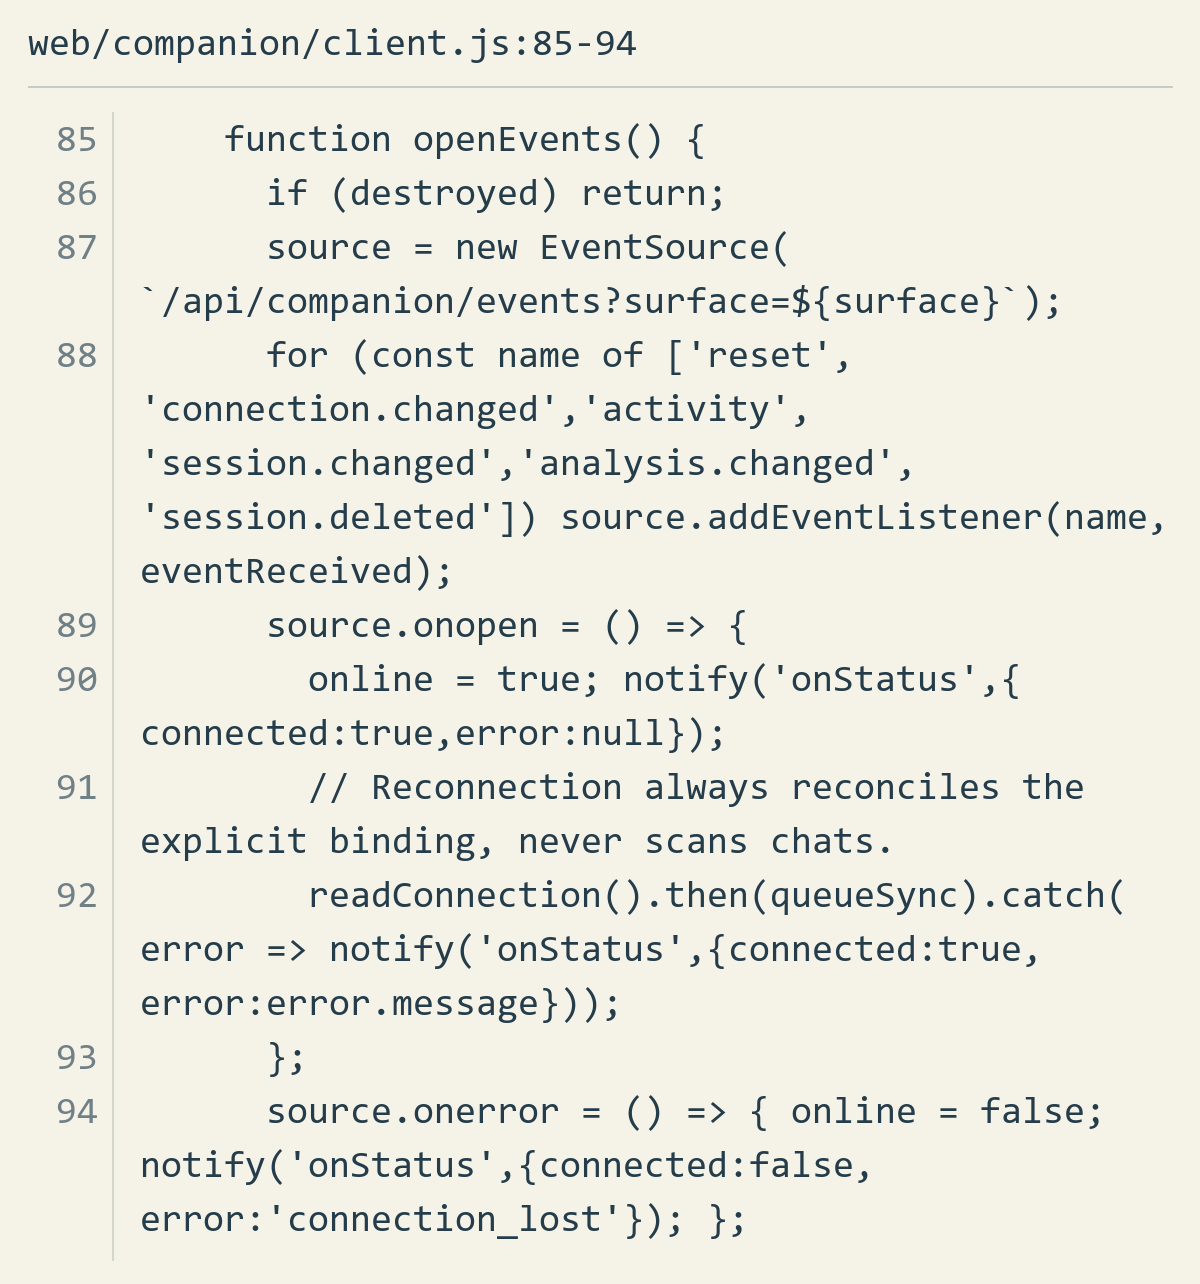 web/companion/client.js:85-94
85 function openEvents() {
86 if (destroyed) return;
87 source = new EventSource(
`/api/companion/events?surface=${surface}`);
88 for (const name of ['reset',
'connection.changed','activity',
'session.changed','analysis.changed',
'session.deleted']) source.addEventListener(name,
eventReceived);
89 source.onopen = () => {
90 online = true; notify('onStatus',{
connected:true,error:null});
91 // Reconnection always reconciles the
explicit binding, never scans chats.
92 readConnection().then(queueSync).catch(
error => notify('onStatus',{connected:true,
error:error.message}));
93 };
94 source.onerror = () => { online = false;
notify('onStatus',{connected:false,
error:'connection_lost'}); };